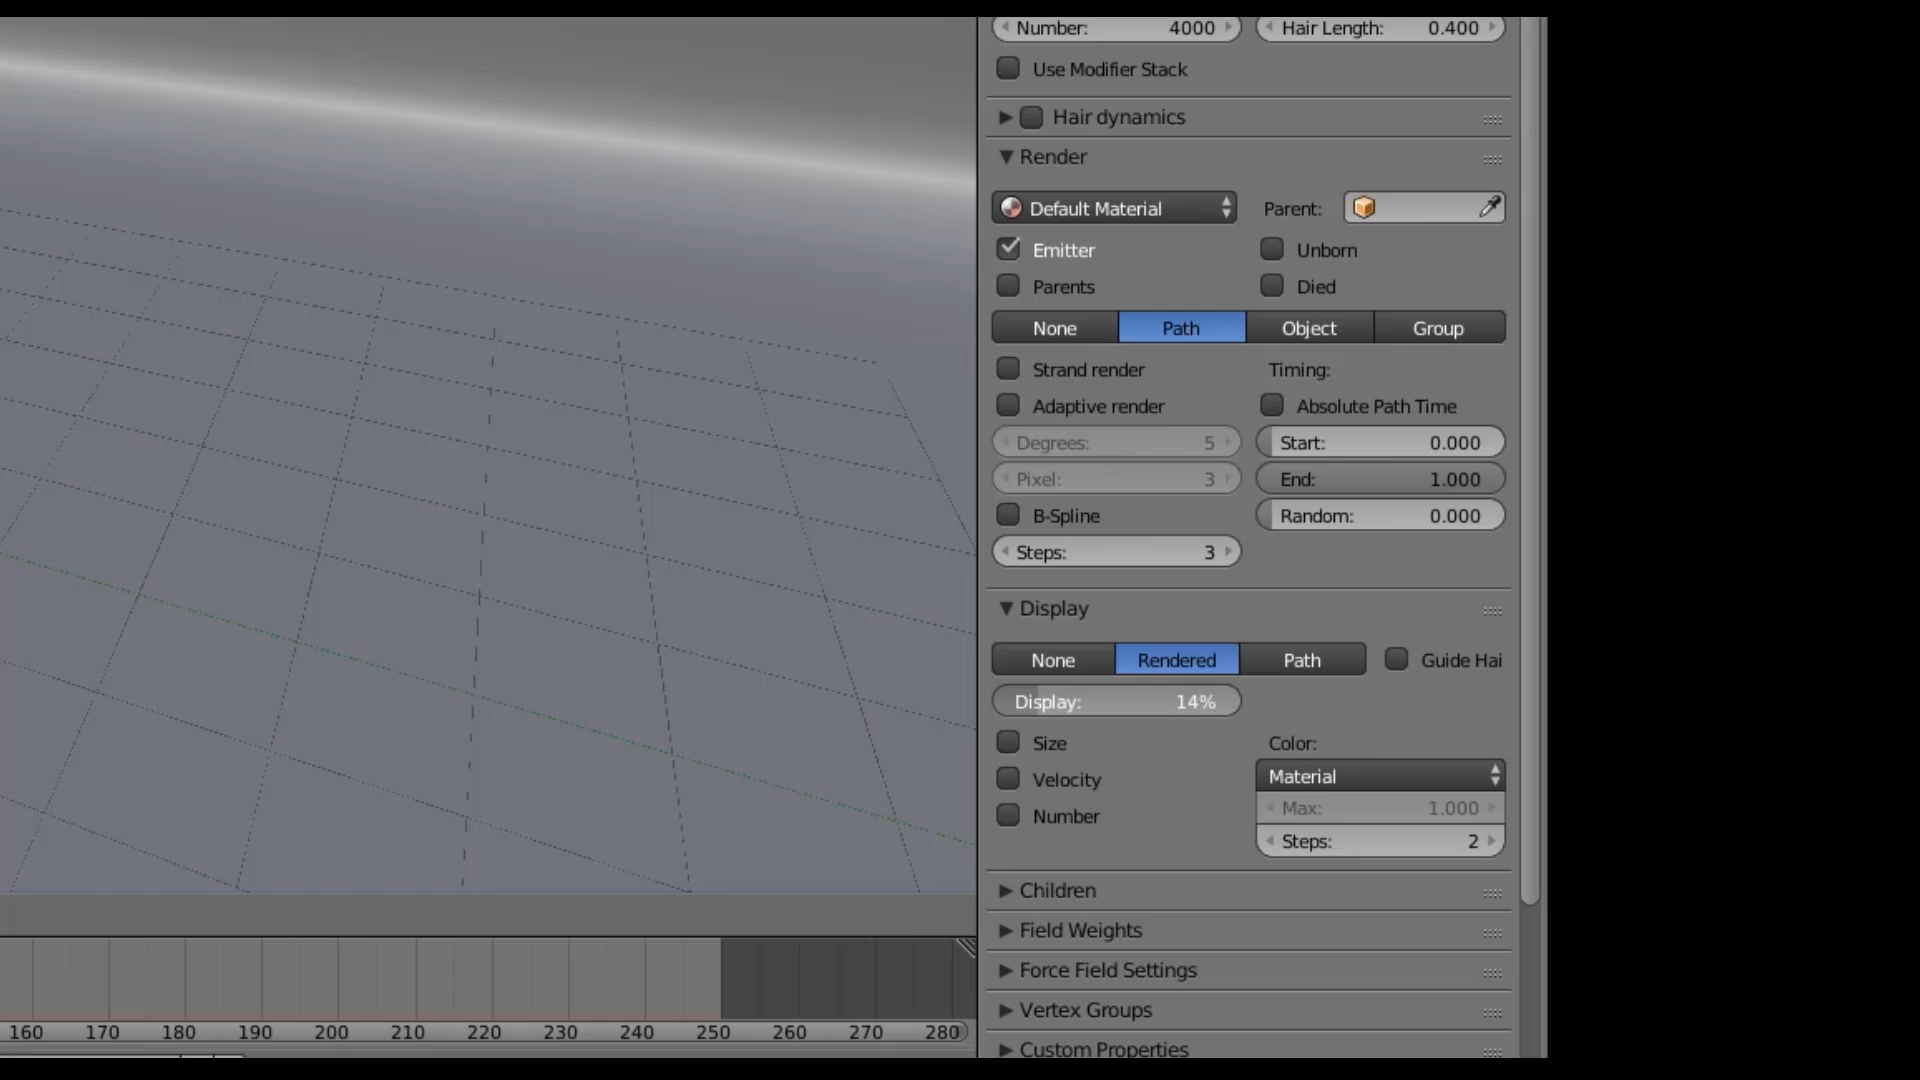 Number: 4000 Hair Length: 0.400
Use Modifier Stack
Hair dynamics
Render
Default Material Parent:
Emitter Unborn
Parents Died
None Path Object Group
Strand render Timing:
Adaptive render Absolute Path Time
Degrees: 5 Start: 0.000
Pixel: 3 End: 1.000
B-Spline Random: 0.000
Steps: 3
Display
None Rendered Path Guide Hai
Display: 14%
Size Color:
Velocity Material
Max: 1.000
Number
Steps: 2
Children
Field Weights
Force Field Settings
Vertex Groups
Custom Properties
160 170 180 190 200 210 220 230 240 250 260 270 280